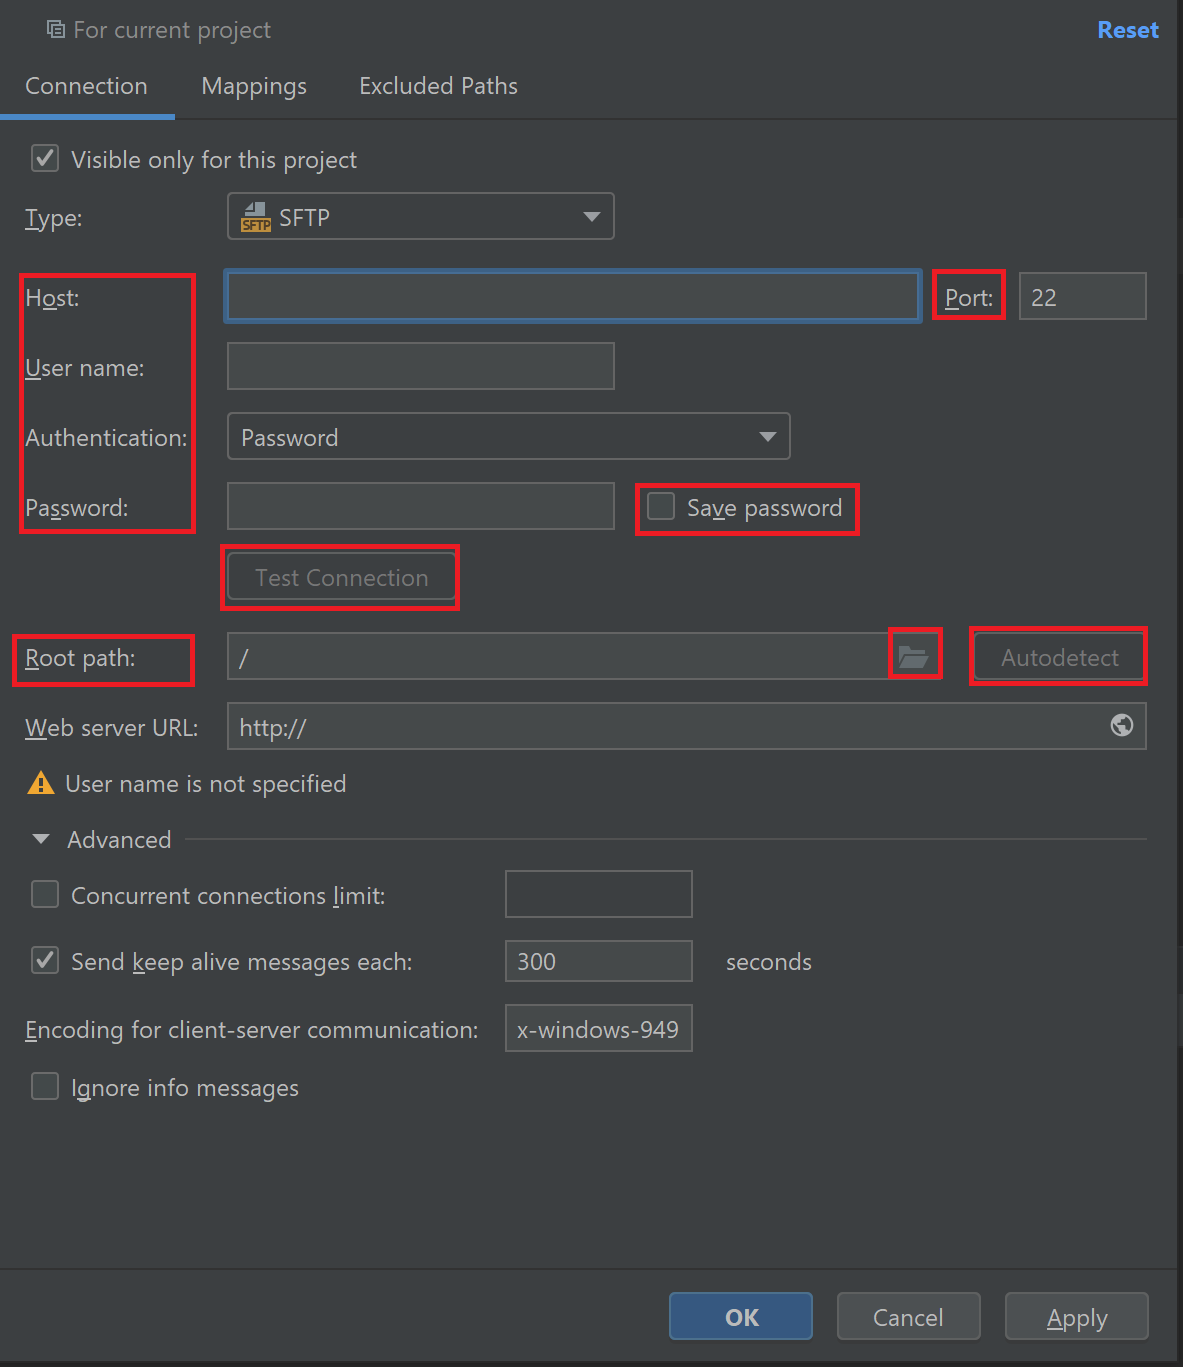 For current project Reset
Connection Mappings Excluded Paths
Visible only for this project
Type: SFTP SFTP
Host: Port: 22
User name:
Authentication: Password
Password: Save password
Test Connection
Root path: / Autodetect
Web server URL: http://
User name is not specified
Advanced
Concurrent connections limit:
Send keep alive messages each: 300 seconds
Encoding for client-server communication: x-windows-949
Ignore info messages
OK Cancel Apply